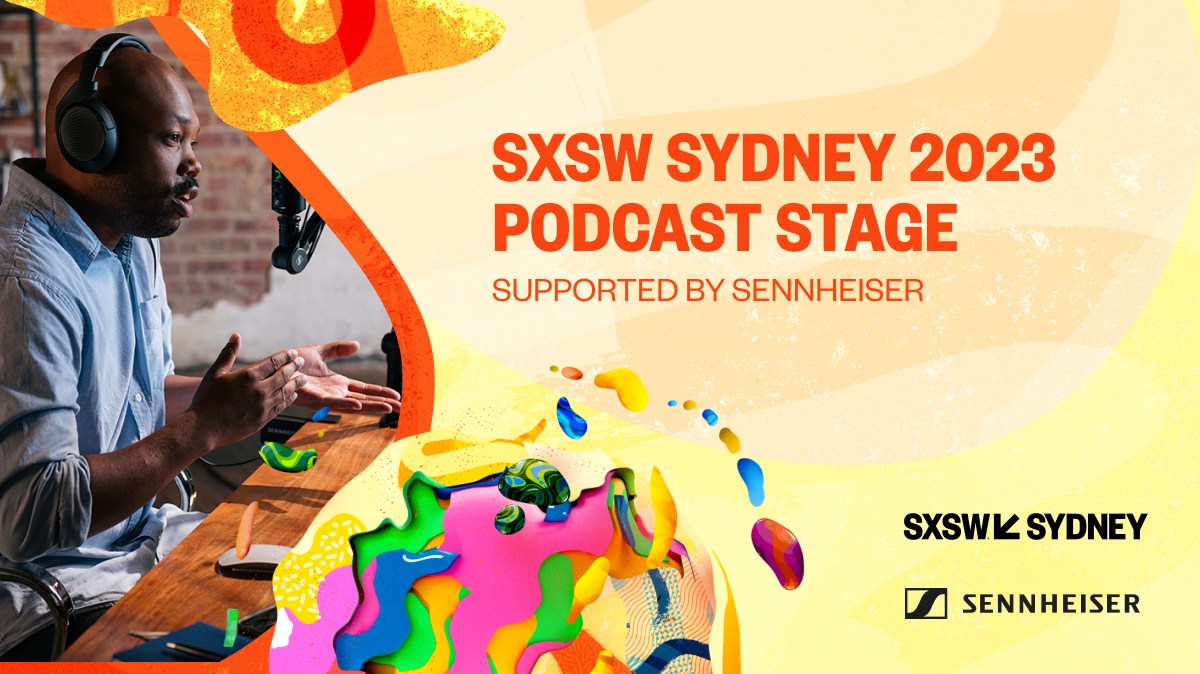 SXSW SYDNEY 2023
PODCAST STAGE
SUPPORTED BY SENNHEISER
SXSW SYDNEY
SENNHEISER